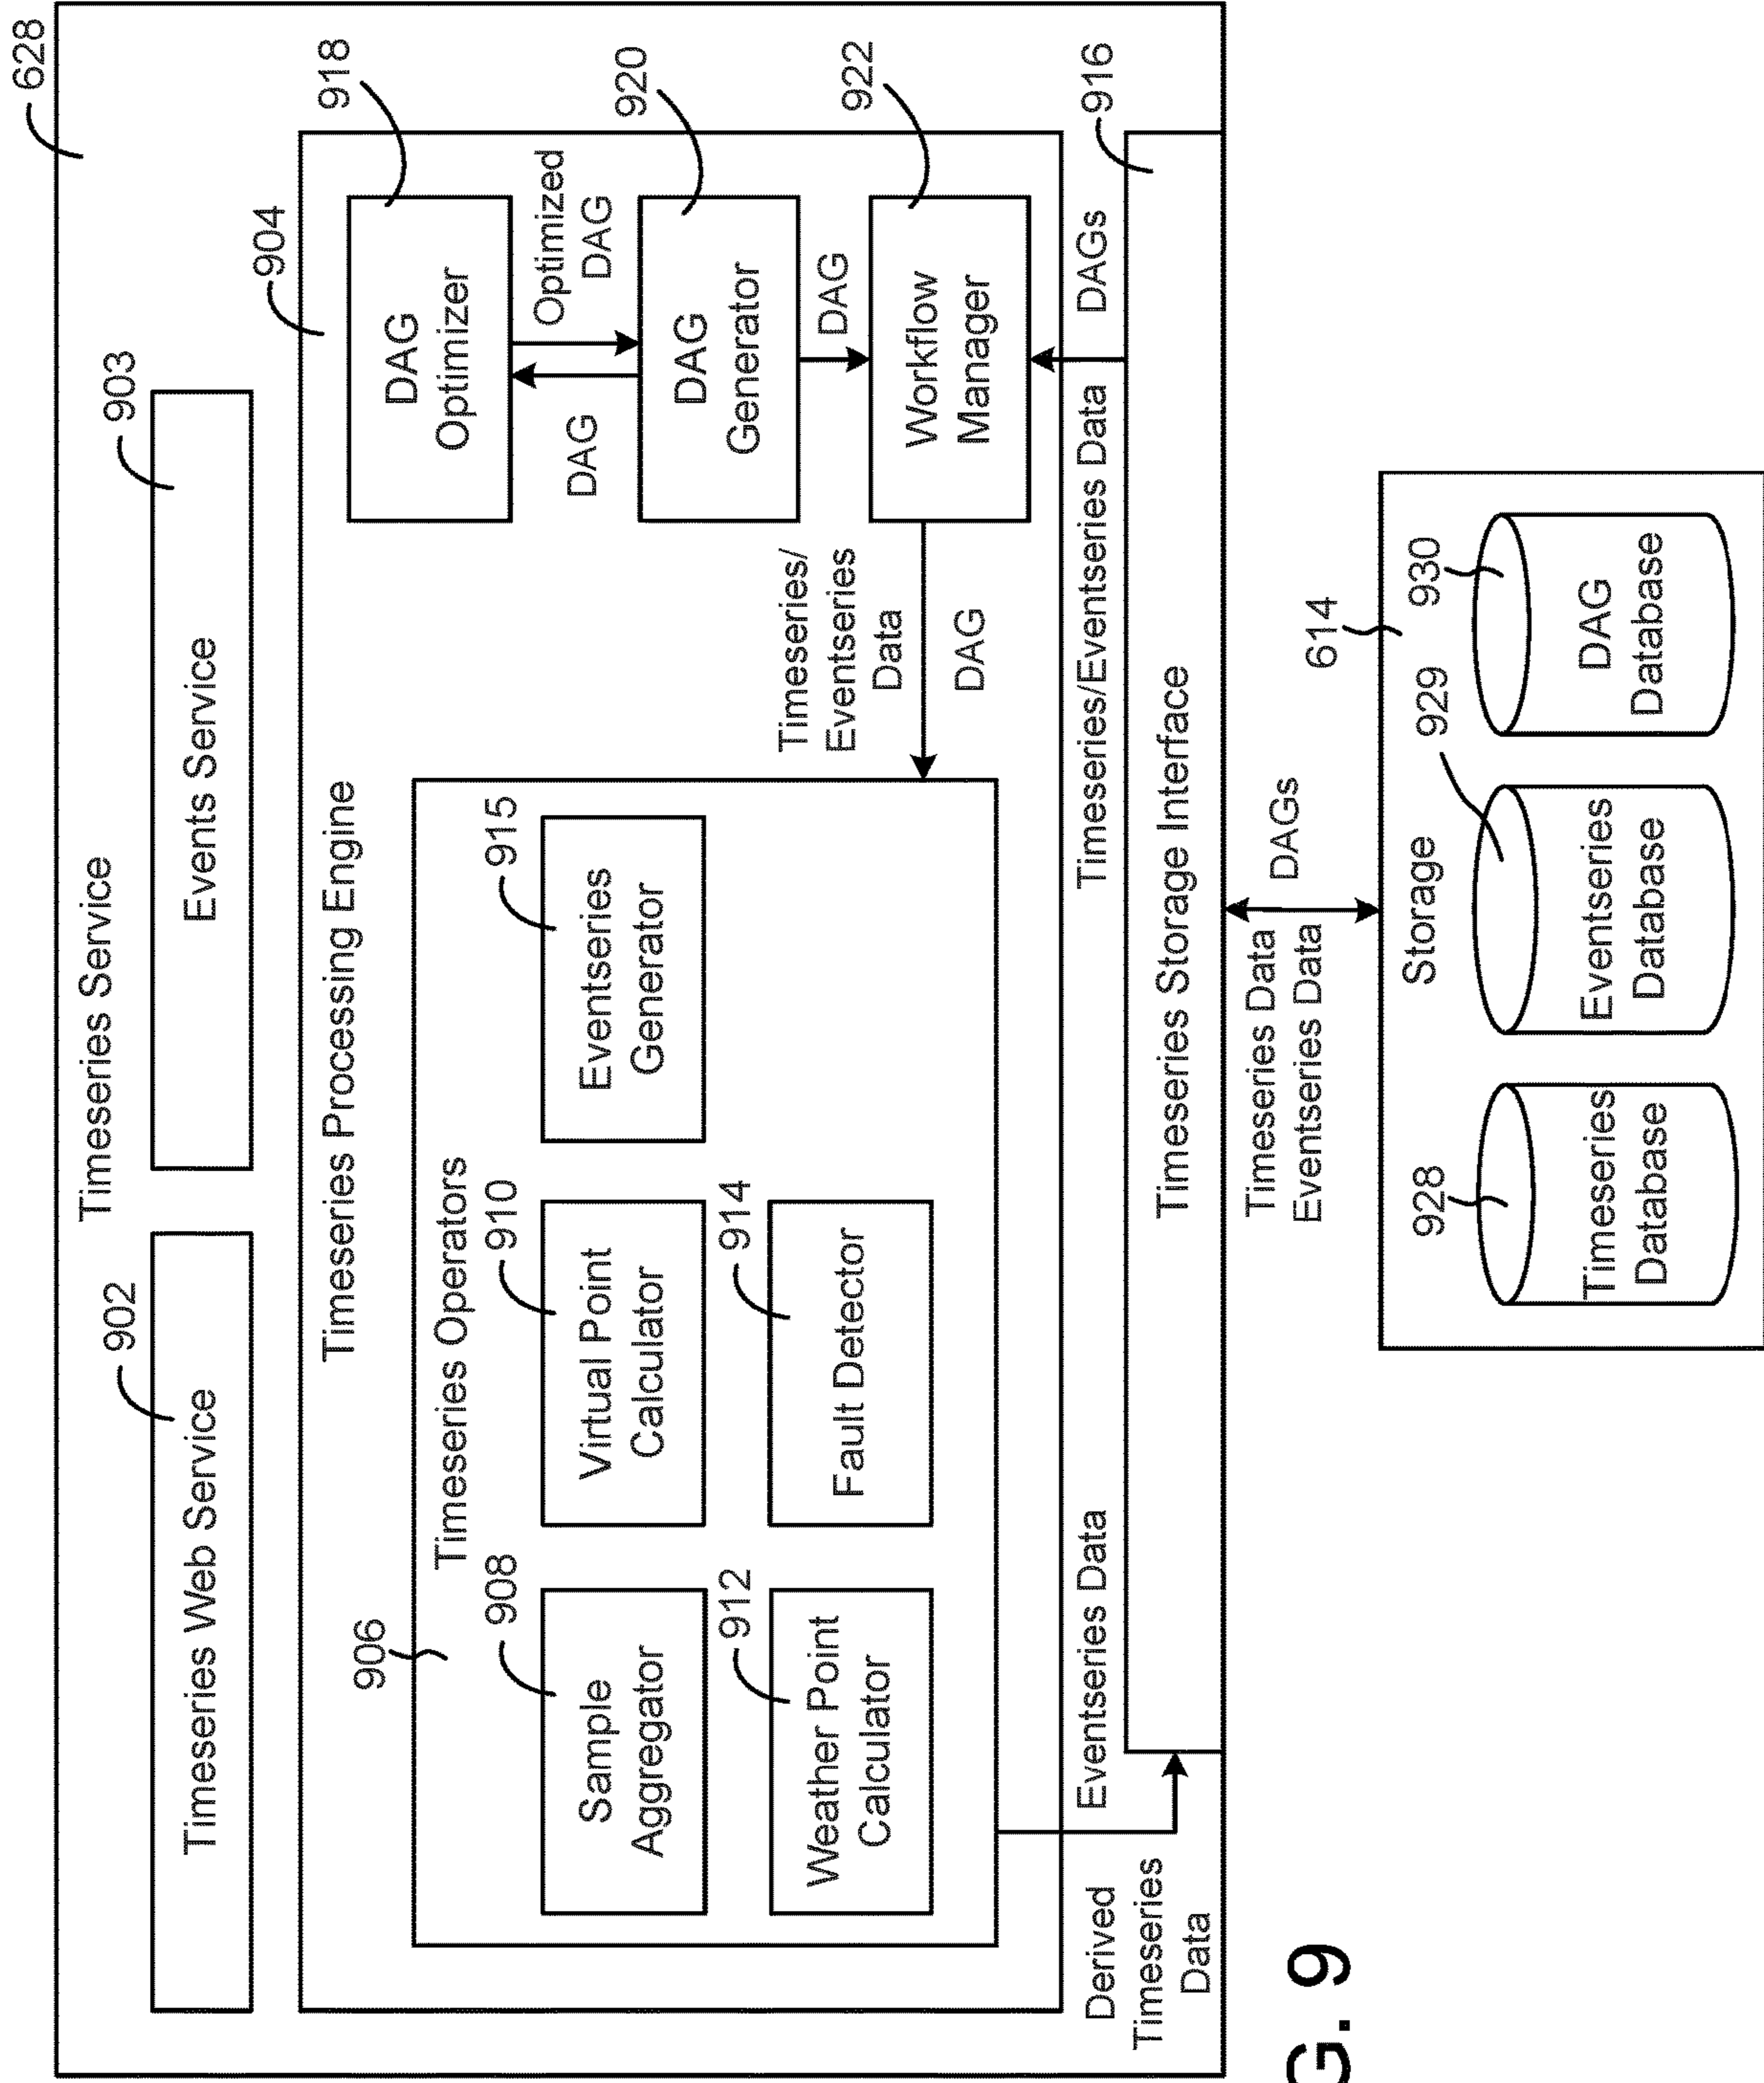 628
Timeseries Service
902
903
Timeseries Web Service
Events Service
904
Timeseries Processing Engine
918
906
Timeseries Operators
DAG
Optimizer
908
910
915
Sample
Aggregator
Virtual Point
Calculator
Eventseries
Generator
DAG
Optimized
DAG
920
DAG
Generator
912
914
Weather Point
Calculator
Fault Detector
Timeseries/
Eventseries
Data
DAG
DAG
922
Workflow
Manager
Derived
Timeseries
Data
Eventseries Data
Timeseries/Eventseries Data
DAGs
916
Timeseries Storage Interface
Timeseries Data
Eventseries Data
DAGs
614
Storage
928
929
930
Timeseries
Database
Eventseries
Database
DAG
Database
G. 9